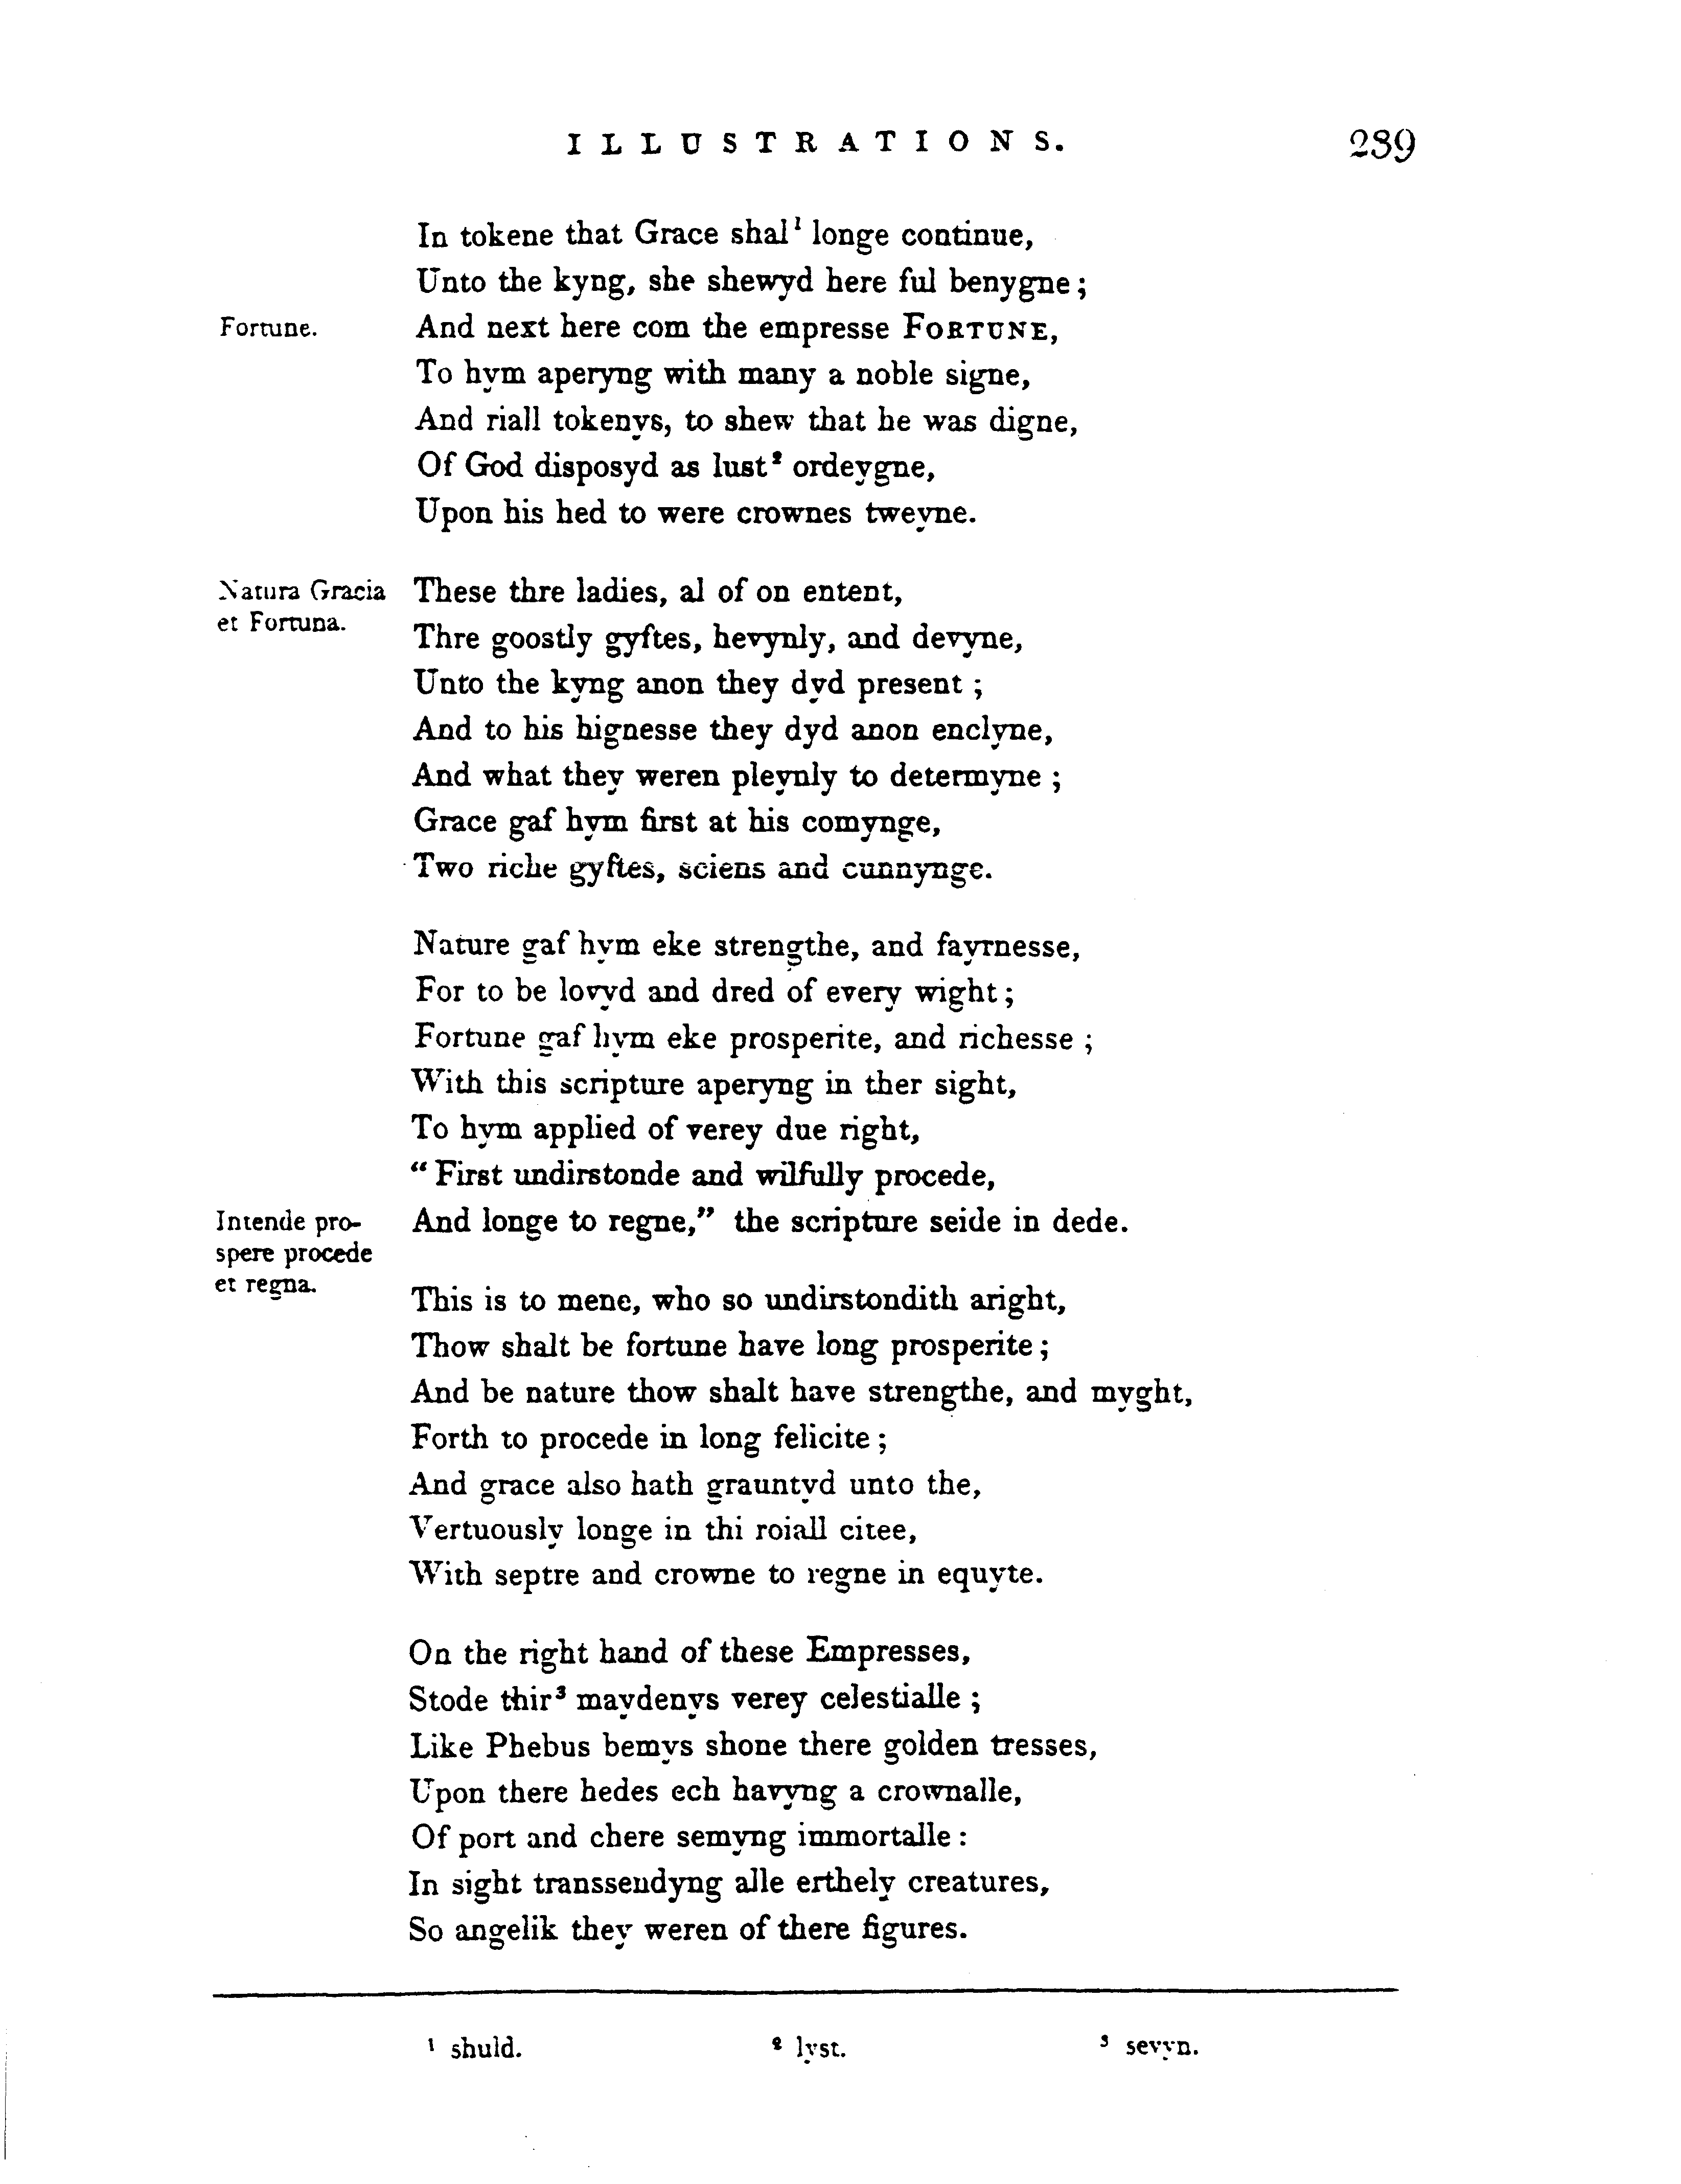 ILLUSTRATIONS. 239
In tokene that Grace shal¹ longe continue,
Unto the kyng, she shewyd here ful benygne;
Fortune.
And next here com the empresse FORTUNE,
To hym aperyng with many a noble signe,
And riall tokenys, to shew that he was digne,
Of God disposyd as lust² ordeygne,
Upon his hed to were crownes tweyne.
Natura Gracia
et Fortuna.
These thre ladies, al of on entent,
Thre goostly gyftes, hevynly, and devyne,
Unto the kyng anon they dyd present;
And to his hignesse they dyd anon enclyne,
And what they weren pleynly to determyne;
Grace gaf hym first at his comynge,
Two riche gyftes, sciens and cunnynge.
Nature gaf hym eke strengthe, and fayrnesse,
For to be lovyd and dred of every wight;
Fortune gaf hym eke prosperite, and richesse;
With this scripture aperyng in ther sight,
To hym applied of verey due right,
"First undirstonde and wilfully procede,
And longe to regne," the scripture seide in dede.
Intende pro-
spere procede
et regna.
This is to mene, who so undirstondith aright,
Thow shalt be fortune have long prosperite;
And be nature thow shalt have strengthe, and myght,
Forth to procede in long felicite;
And grace also hath grauntyd unto the,
Vertuously longe in thi roiall citee,
With septre and crowne to regne in equyte.
On the right hand of these Empresses,
Stode thir³ maydenys verey celestialle;
Like Phebus bemys shone there golden tresses,
Upon there hedes ech havyng a crownalle,
Of port and chere semyng immortalle:
In sight transsendyng alle erthely creatures,
So angelik they weren of there figures.
¹ shuld. ² lyst. ³ sevyn.